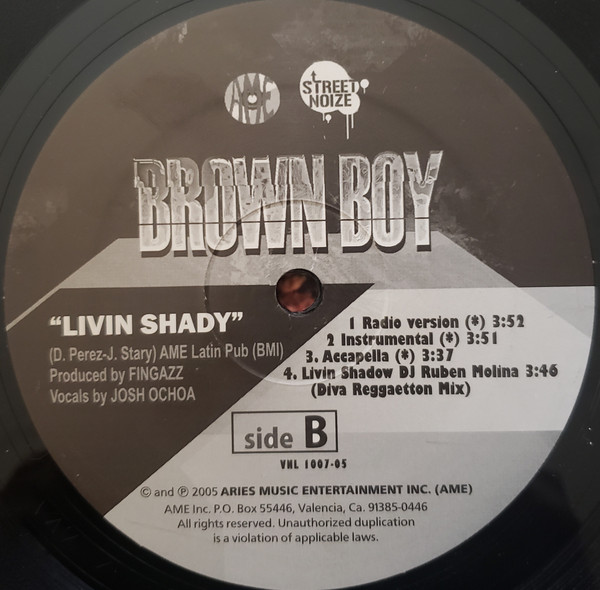 AME
STREET
NOIZE
BROWN BOY
"LIVIN SHADY"
(D. Perez-J. Stary) AME Latin Pub (BMI)
Produced by FINGAZZ
Vocals by JOSH OCHOA
1 Radio version (*) 3:52
2 Instrumental (*) 3:51
3. Accapella (*) 3:37
4. Livin Shadow DJ Ruben Molina 3:46
(Diva Reggaetton Mix)
side B
VNL 1007-05
© and ℗ 2005 ARIES MUSIC ENTERTAINMENT INC. (AME)
AME Inc. P.O. Box 55446, Valencia, Ca. 91385-0446
All rights reserved. Unauthorized duplication
is a violation of applicable laws.